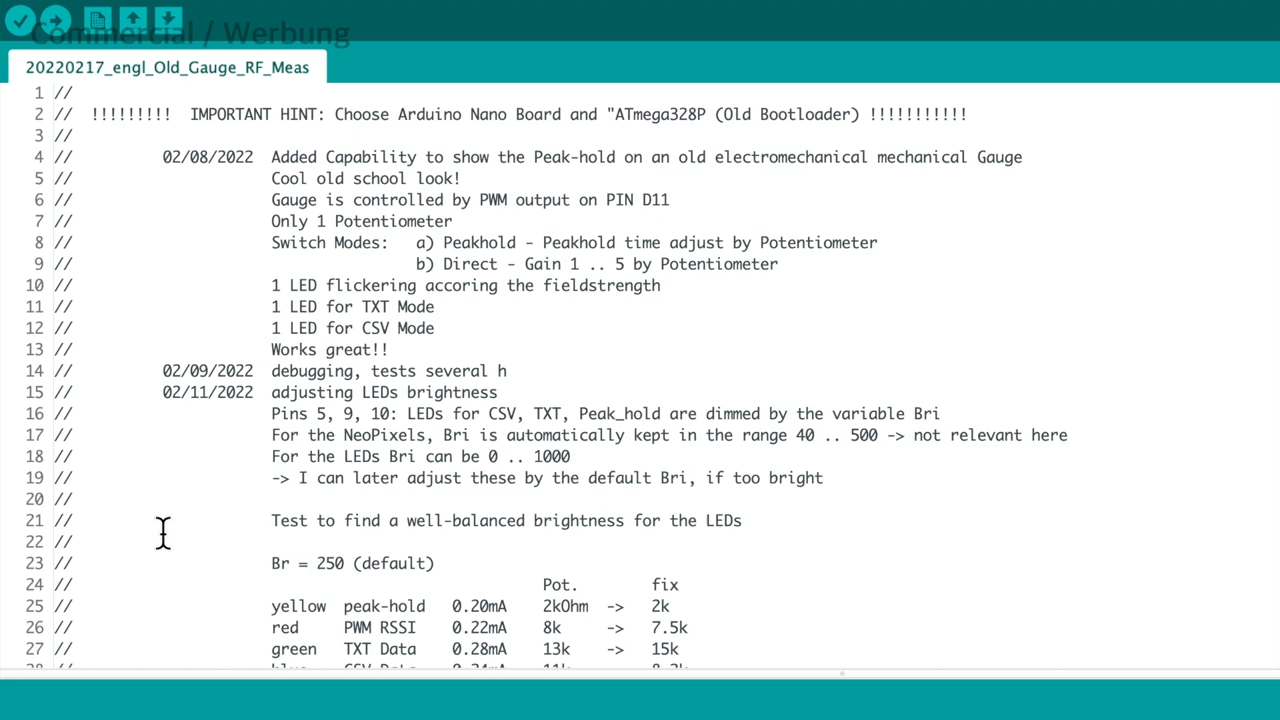 Commercial / Werbung
20220217_engl_Old_Gauge_RF_Meas
1 //
2 // !!!!!!!!! IMPORTANT HINT: Choose Arduino Nano Board and "ATmega328P (Old Bootloader) !!!!!!!!!!!
3 //
4 // 02/08/2022 Added Capability to show the Peak-hold on an old electromechanical mechanical Gauge
5 // Cool old school look!
6 // Gauge is controlled by PWM output on PIN D11
7 // Only 1 Potentiometer
8 // Switch Modes: a) Peakhold - Peakhold time adjust by Potentiometer
9 // b) Direct - Gain 1 .. 5 by Potentiometer
10 // 1 LED flickering accoring the fieldstrength
11 // 1 LED for TXT Mode
12 // 1 LED for CSV Mode
13 // Works great!!
14 // 02/09/2022 debugging, tests several h
15 // 02/11/2022 adjusting LEDs brightness
16 // Pins 5, 9, 10: LEDs for CSV, TXT, Peak_hold are dimmed by the variable Bri
17 // For the NeoPixels, Bri is automatically kept in the range 40 .. 500 -> not relevant here
18 // For the LEDs Bri can be 0 .. 1000
19 // -> I can later adjust these by the default Bri, if too bright
20 //
21 // Test to find a well-balanced brightness for the LEDs
22 //
23 // Br = 250 (default)
24 // Pot. fix
25 // yellow peak-hold 0.20mA 2kOhm -> 2k
26 // red PWM RSSI 0.22mA 8k -> 7.5k
27 // green TXT Data 0.28mA 13k -> 15k